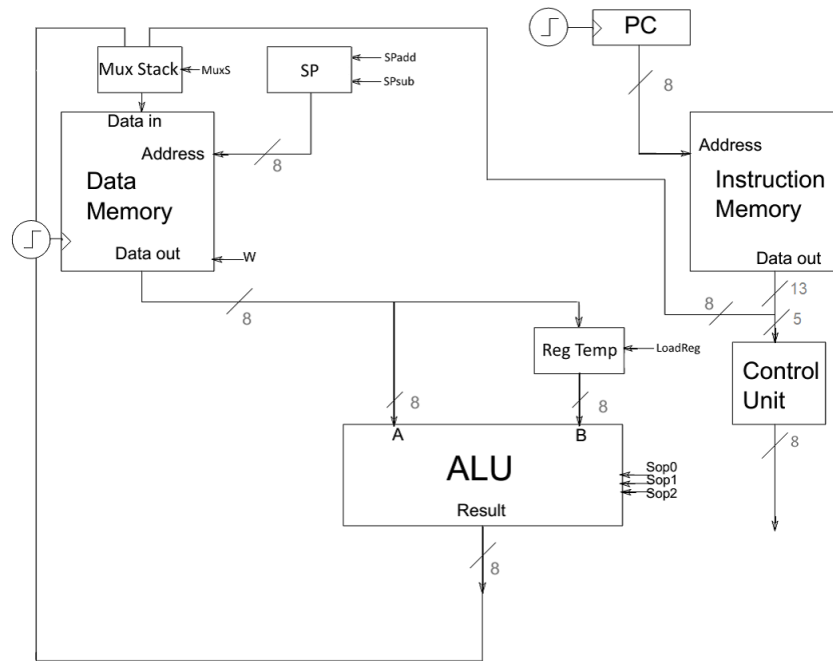 PC
Mux Stack
MuxS
SP
SPadd
SPsub
8
Data in
Address
8
Data
Memory
Data out
W
Address
Instruction
Memory
Data out
13
8
5
8
Reg Temp
LoadReg
Control
Unit
8
8
8
A
B
ALU
Sop0
Sop1
Sop2
Result
8